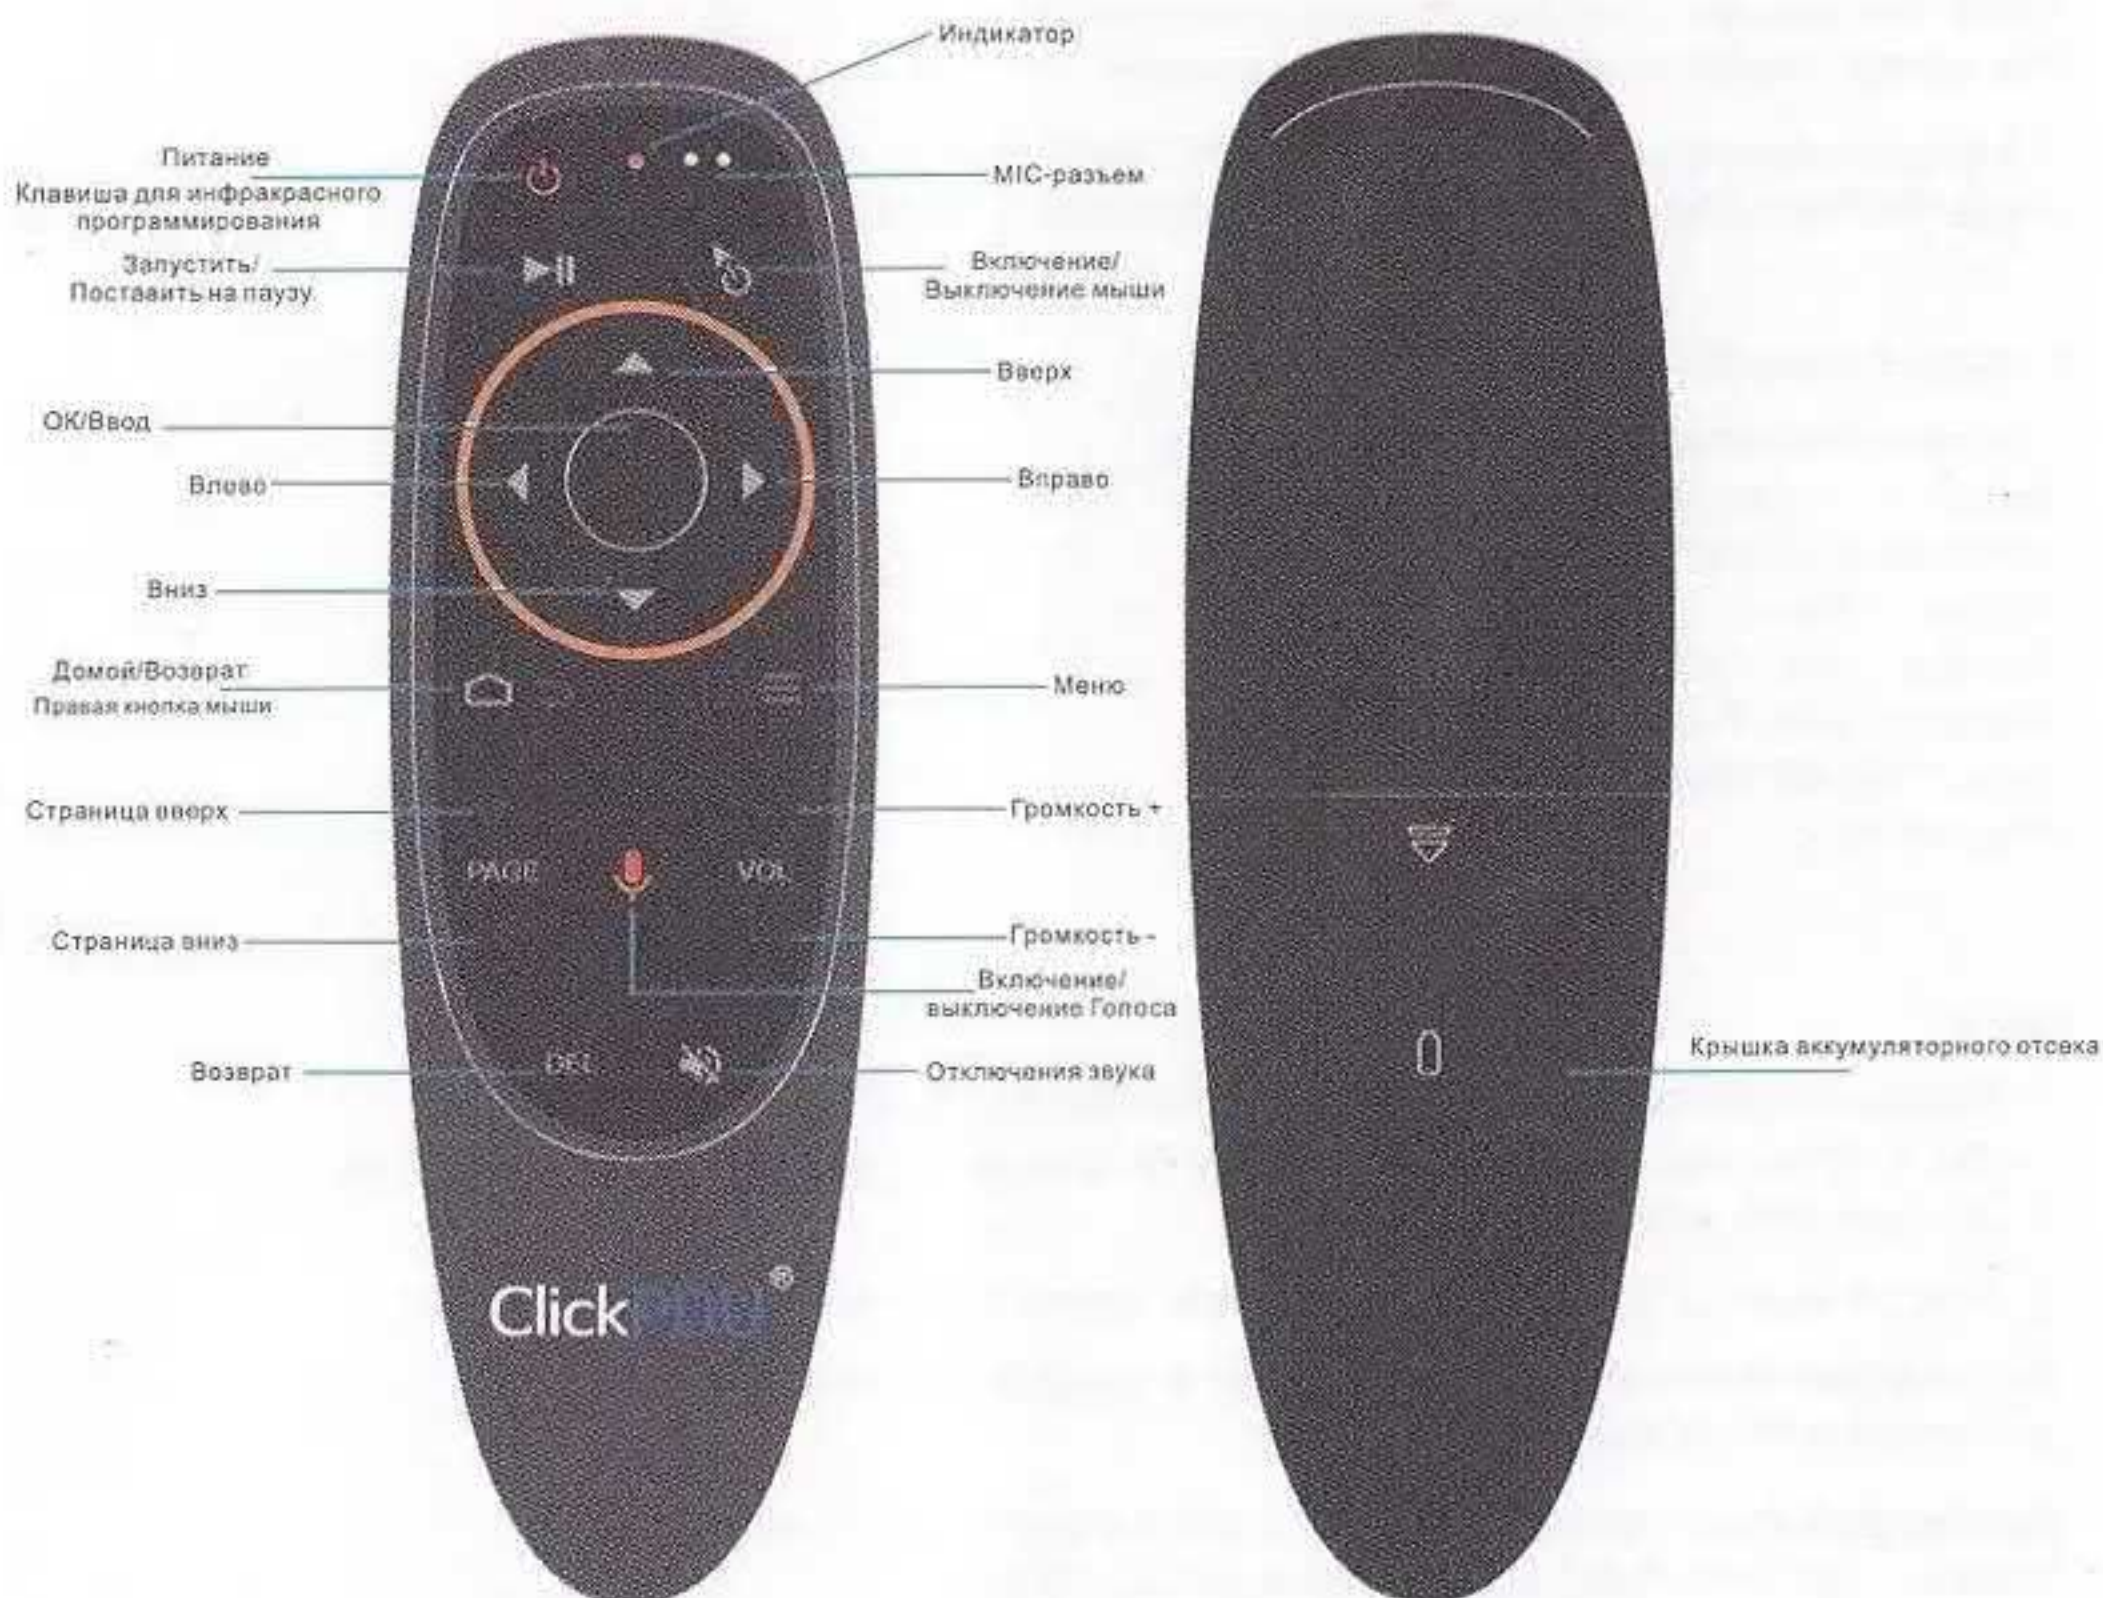 Индикатор
Питание
Клавиша для инфракрасного
программирования
MIC-разъем
Запустить/
Поставить на паузу
Включение/
Выключение мыши
Вверх
ОК/Ввод
Влево
Вправо
Вниз
Домой/Возврат
Правая кнопка мыши
Меню
Страница вверх
Громкость +
PAGE
VOL
Страница вниз
Громкость -
Включение/
выключение Голоса
Возврат
DEL
Отключения звука
Крышка аккумуляторного отсека
Click
®